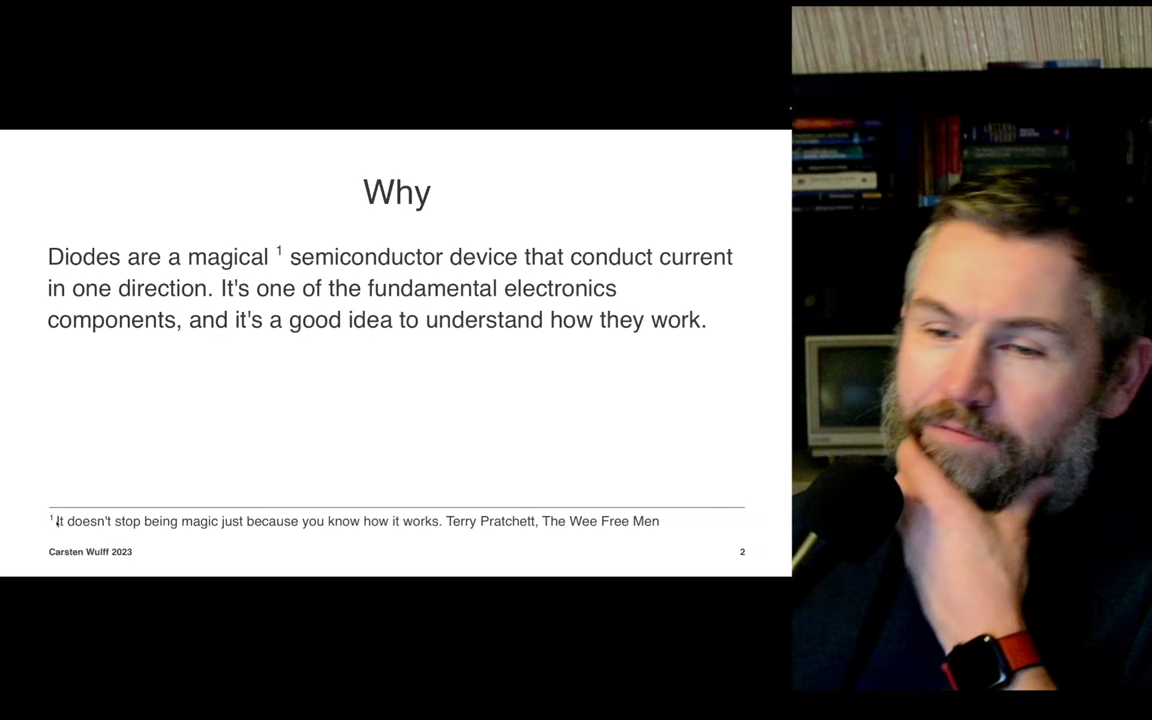 Why
Diodes are a magical 1 semiconductor device that conduct current
in one direction. It's one of the fundamental electronics
components, and it's a good idea to understand how they work.
1 It doesn't stop being magic just because you know how it works. Terry Pratchett, The Wee Free Men
Carsten Wulff 2023
2